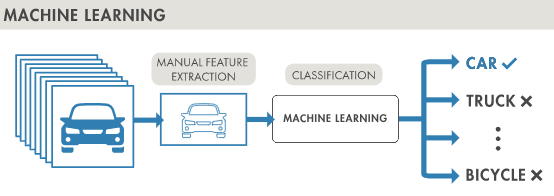 MACHINE LEARNING
MANUAL FEATURE
EXTRACTION
CLASSIFICATION
MACHINE LEARNING
CAR ✓
TRUCK ×
⋮
BICYCLE ×